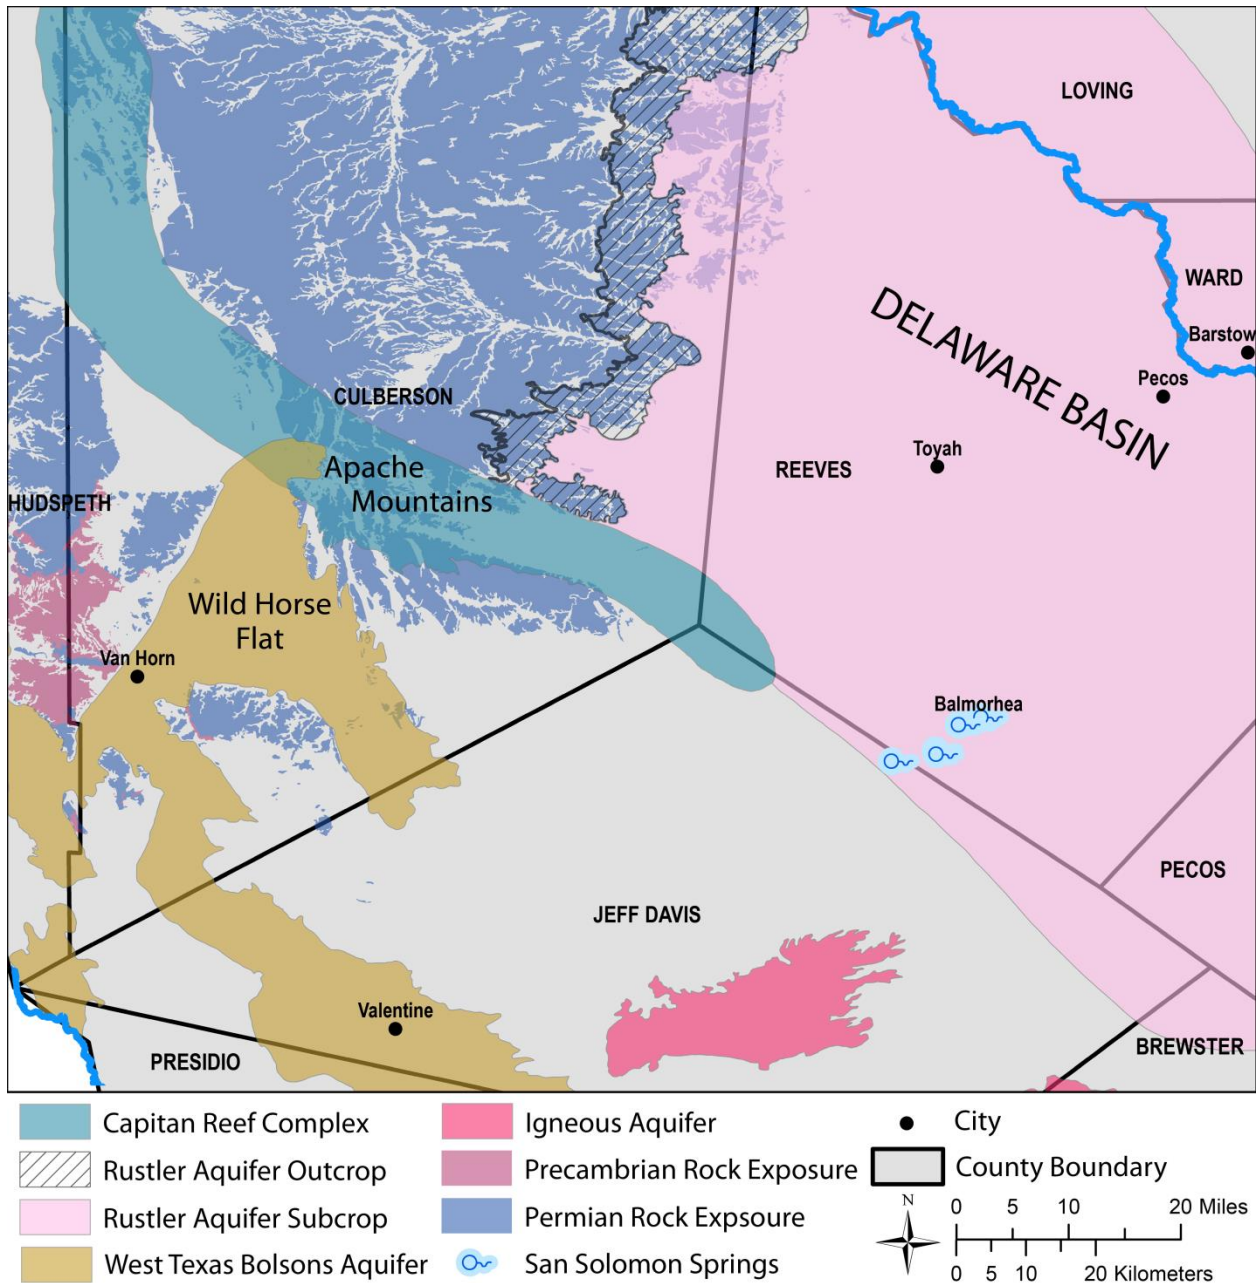 LOVING
WARD
DELAWARE BASIN
Barstow
Pecos
CULBERSON
Toyah
Apache
Mountains
REEVES
HUDSPETH
Wild Horse
Flat
Van Horn
Balmorhea
PECOS
JEFF DAVIS
Valentine
PRESIDIO
BREWSTER
Capitan Reef Complex
Rustler Aquifer Outcrop
Rustler Aquifer Subcrop
West Texas Bolsons Aquifer
Igneous Aquifer
Precambrian Rock Exposure
Permian Rock Expsoure
San Solomon Springs
City
County Boundary
N
0 5 10 20 Miles
0 5 10 20 Kilometers